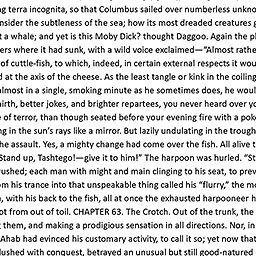 ng terra incognita, so that Columbus sailed over numberless unkno
nsider the subtleness of the sea; how its most dreaded creatures g
t a whale; and yet is this Moby Dick? thought Daggoo. Again the pl
ers where it had sunk, with a wild voice exclaimed—“Almost rathe
of cuttle-fish, to which, indeed, in certain external respects it wou
d at the axis of the cheese. As the least tangle or kink in the coiling
almost in a single, smoking minute as he sometimes does, he woul
irth, better jokes, and brighter repartees, you never heard over yo
e of terror, than though seated before your evening fire with a poke
ng in the sun’s rays like a mirror. But lazily undulating in the trough
he assault. Yes, a mighty change had come over the fish. All alive t
Stand up, Tashtego!—give it to him!” The harpoon was hurled. “St
rushed; each man with might and main clinging to his seat, to prev
om his trance into that unspeakable thing called his “flurry,” the mo
n, with his back to the fish, all at once the exhausted harpooneer h
ot from out of toil. CHAPTER 63. The Crotch. Out of the trunk, the
g them, and making a prodigious sensation in all directions. Nor, in
Ahab had evinced his customary activity, to call it so; yet now that
lushed with conquest, betrayed an unusual but still good-natured